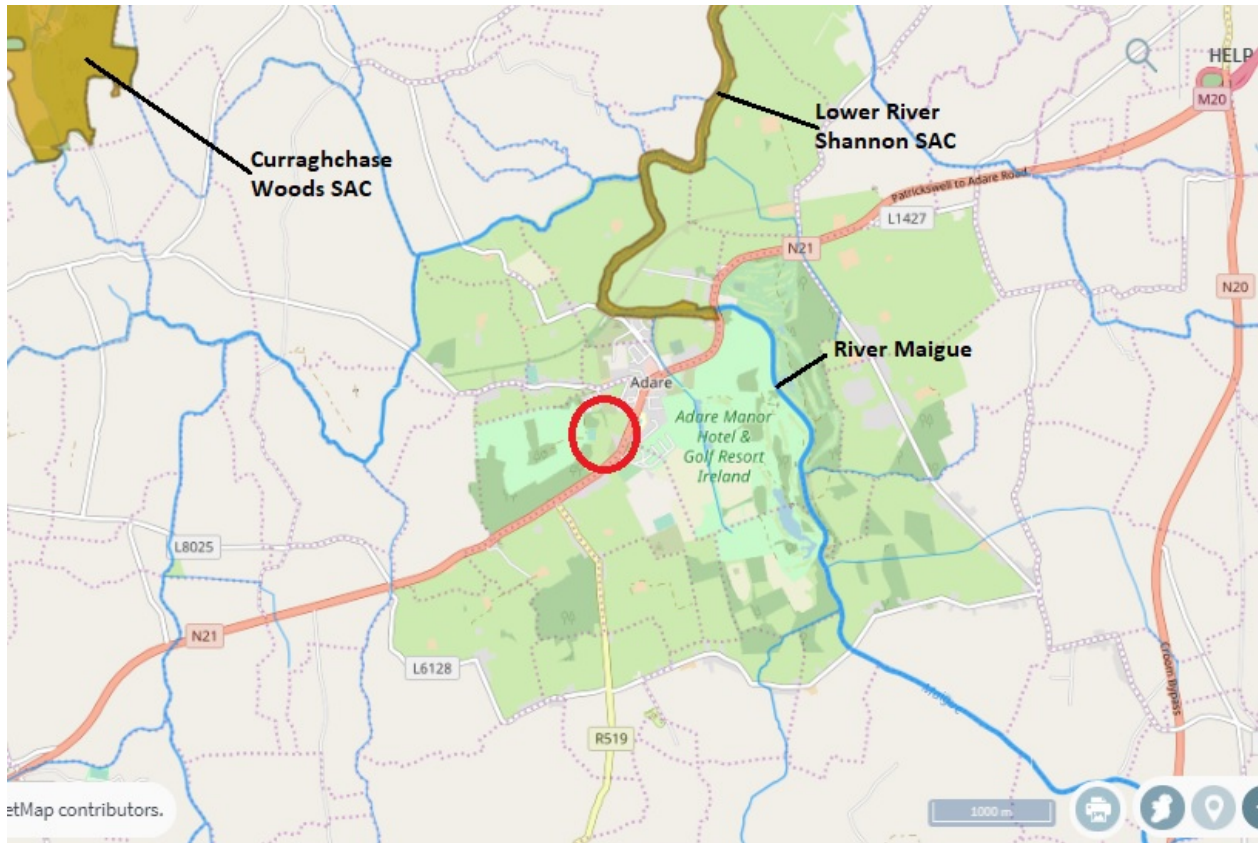 HELP
M20
Lower River
Shannon SAC
Curraghchase
Woods SAC
Patrickswell to Adare Road
L1427
N21
N20
River Maigue
Adare
Adare Manor
Hotel &
Golf Resort
Ireland
L8025
N21
L6128
Croom Bypass
Maigue
R519
etMap contributors.
1000 m